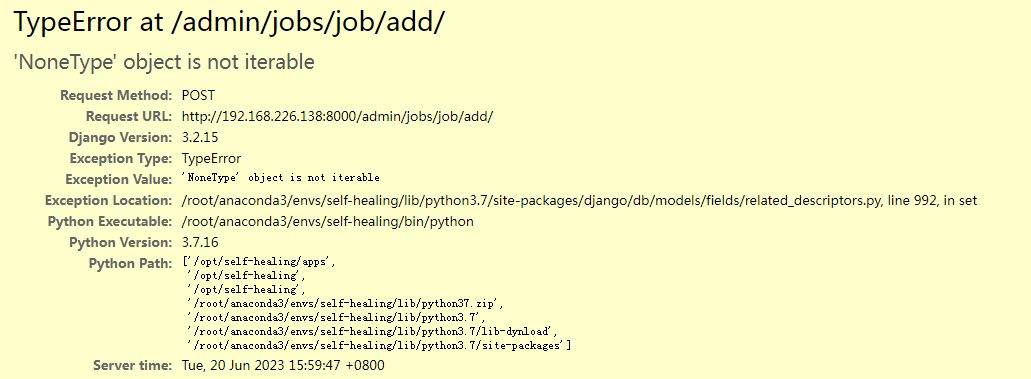 TypeError at /admin/jobs/job/add/
'NoneType' object is not iterable
Request Method: POST
Request URL: http://192.168.226.138:8000/admin/jobs/job/add/
Django Version: 3.2.15
Exception Type: TypeError
Exception Value: 'NoneType' object is not iterable
Exception Location: /root/anaconda3/envs/self-healing/lib/python3.7/site-packages/django/db/models/fields/related_descriptors.py, line 992, in set
Python Executable: /root/anaconda3/envs/self-healing/bin/python
Python Version: 3.7.16
Python Path: ['/opt/self-healing/apps',
'/opt/self-healing',
'/opt/self-healing',
'/root/anaconda3/envs/self-healing/lib/python37.zip',
'/root/anaconda3/envs/self-healing/lib/python3.7',
'/root/anaconda3/envs/self-healing/lib/python3.7/lib-dynload',
'/root/anaconda3/envs/self-healing/lib/python3.7/site-packages']
Server time: Tue, 20 Jun 2023 15:59:47 +0800